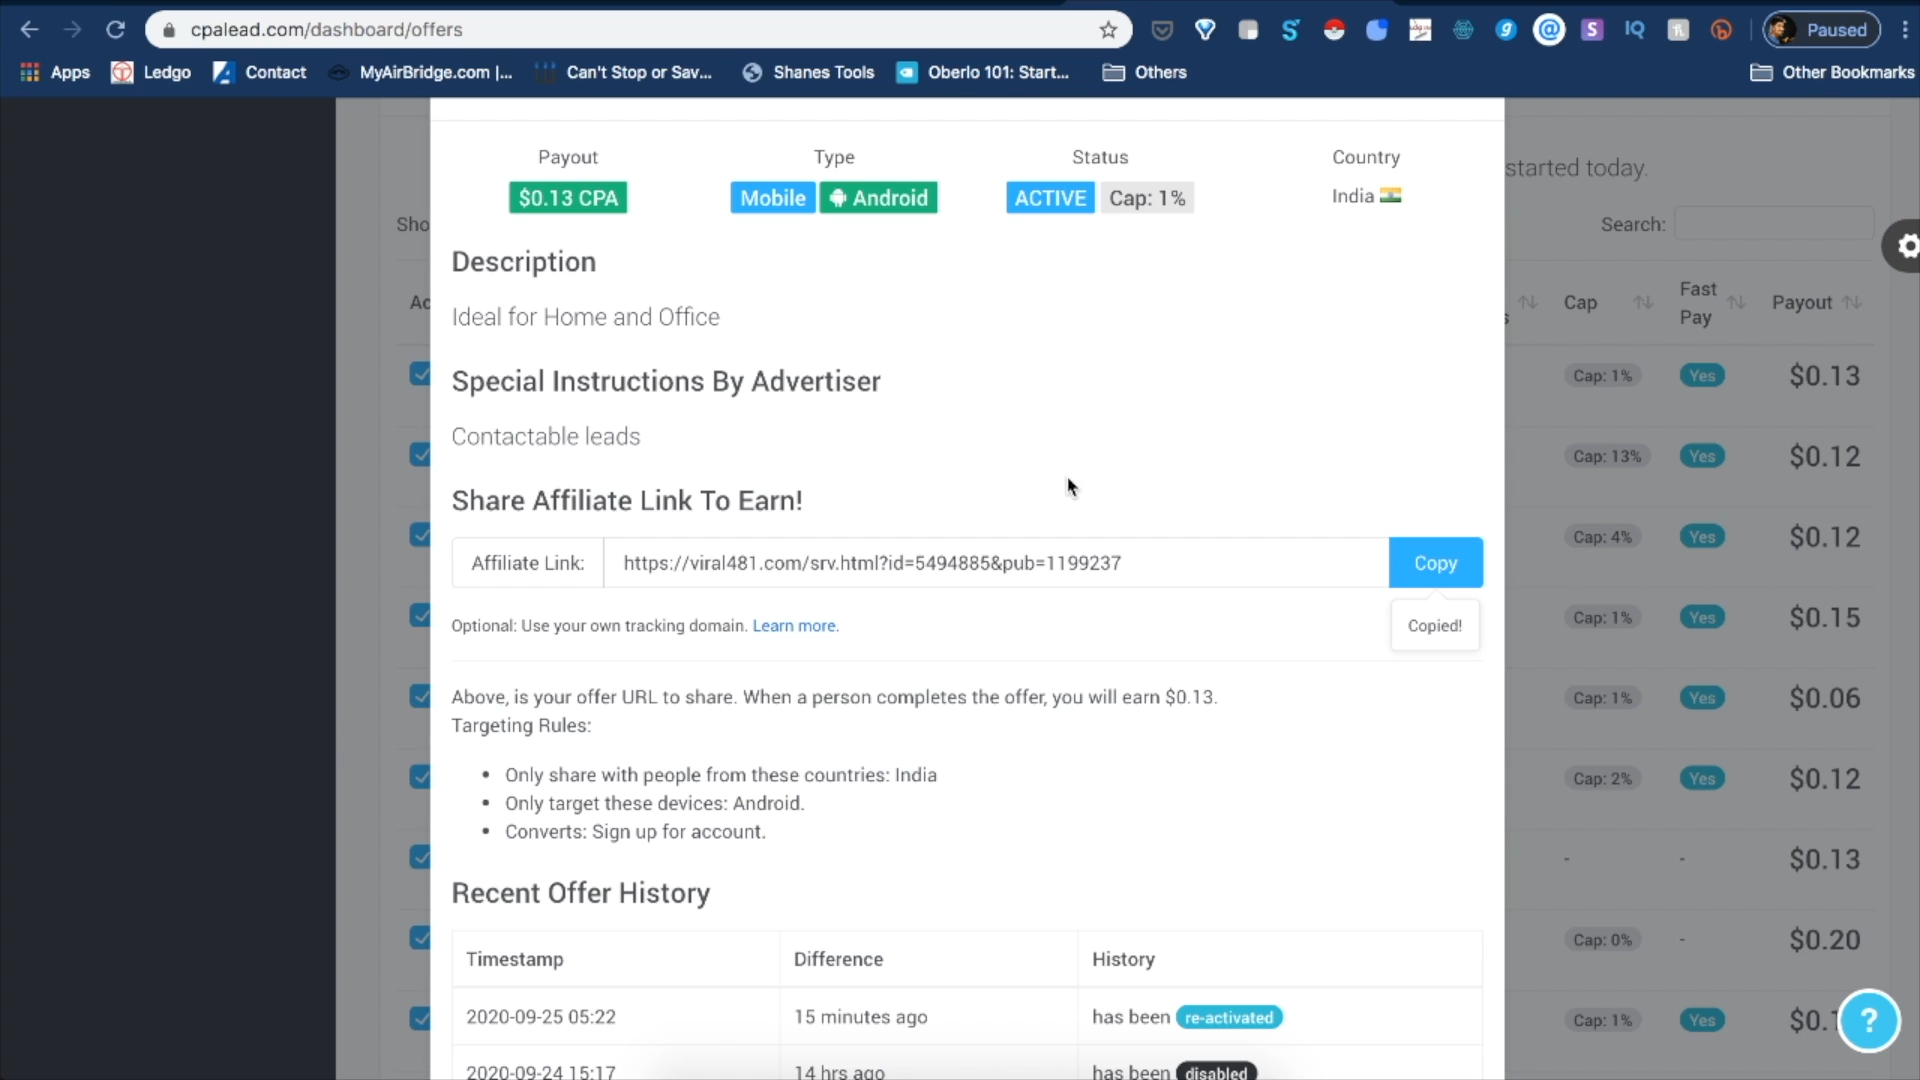 cpalead.com/dashboard/offers
Paused
Apps
Ledgo
Contact
MyAirBridge.com |...
Can't Stop or Sav...
Shanes Tools
Oberlo 101: Start...
Others
Other Bookmarks
started today.
Payout
Type
Status
Country
$0.13 CPA
Mobile
Android
ACTIVE
Cap: 1%
India
Sho
Search:
Description
Ac
Cap
Fast Pay
Payout
Ideal for Home and Office
Special Instructions By Advertiser
Cap: 1% Yes $0.13
Contactable leads
Cap: 13% Yes $0.12
Share Affiliate Link To Earn!
Cap: 4% Yes $0.12
Affiliate Link: https://viral481.com/srv.html?id=5494885&pub=1199237 Copy
Copied!
Optional: Use your own tracking domain. Learn more.
Cap: 1% Yes $0.15
Above, is your offer URL to share. When a person completes the offer, you will earn $0.13.
Cap: 1% Yes $0.06
Targeting Rules:
• Only share with people from these countries: India
Cap: 2% Yes $0.12
• Only target these devices: Android.
• Converts: Sign up for account.
- - $0.13
Recent Offer History
Cap: 0% - $0.20
Timestamp Difference History
2020-09-25 05:22 15 minutes ago has been re-activated
Cap: 1% Yes
?
2020-09-24 15:17 14 hrs ago has been disabled